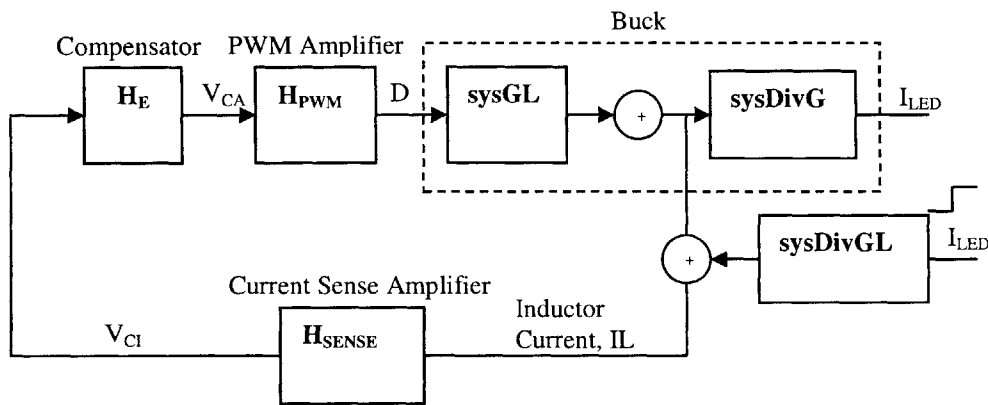 Buck
Compensator
PWM Amplifier
H_E
V_CA
H_PWM
D
sysGL
+
sysDivG
I_LED
+
sysDivGL
I_LED
Current Sense Amplifier
V_CI
H_SENSE
Inductor
Current, IL